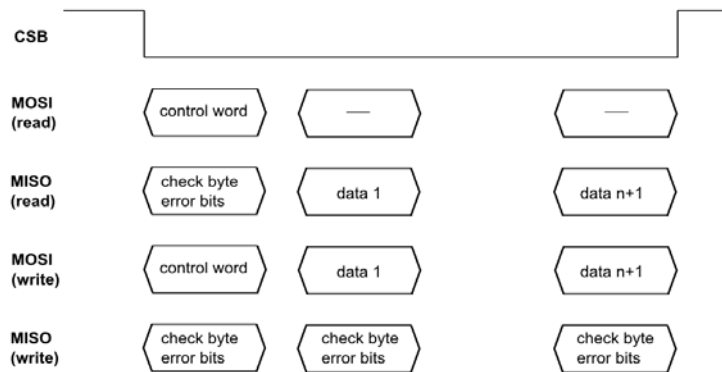 CSB
MOSI
(read)
control word
—
—
MISO
(read)
check byte
error bits
data 1
data n+1
MOSI
(write)
control word
data 1
data n+1
MISO
(write)
check byte
error bits
check byte
error bits
check byte
error bits